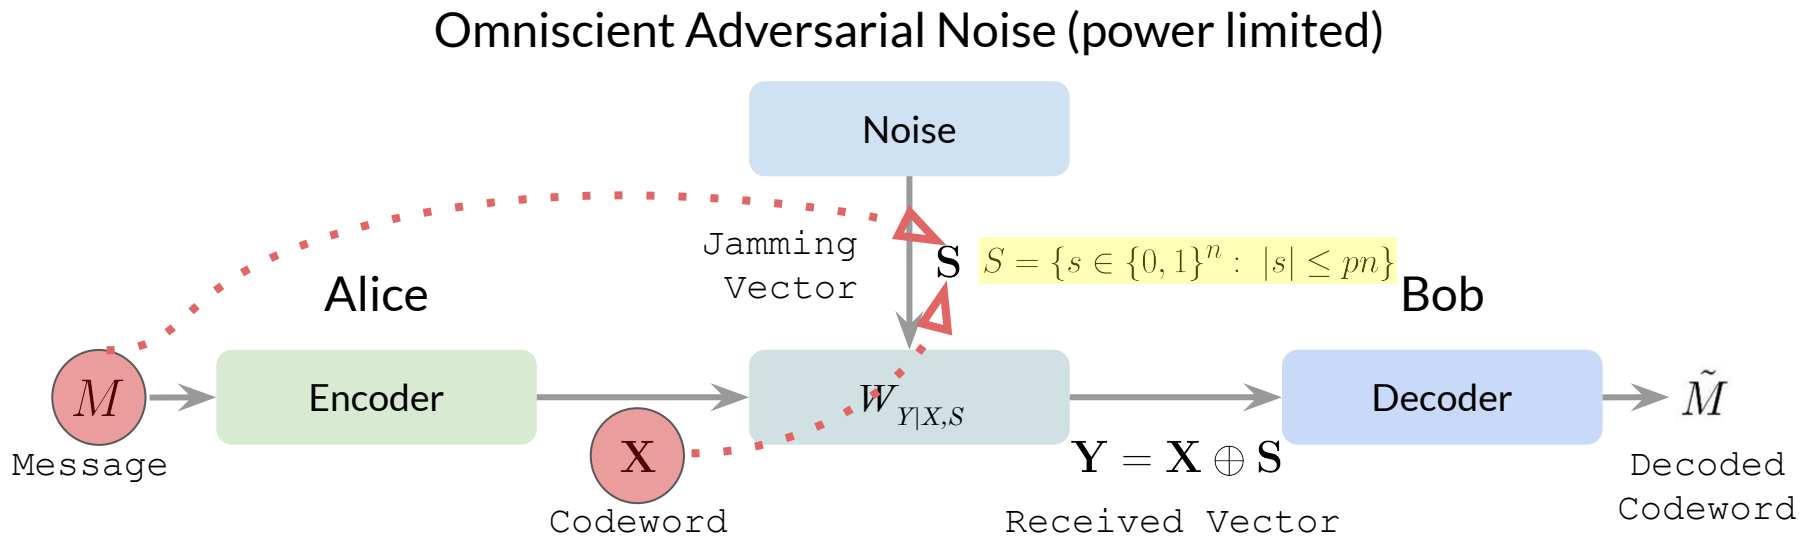 Omniscient Adversarial Noise (power limited)
Noise
Jamming
Vector
S
S = {s ∈ {0, 1}ⁿ : |s| ≤ pn}
Alice
Bob
M
Encoder
W_{Y|X,S}
Decoder
M̃
Message
X
Y = X ⊕ S
Decoded
Codeword
Codeword
Received Vector